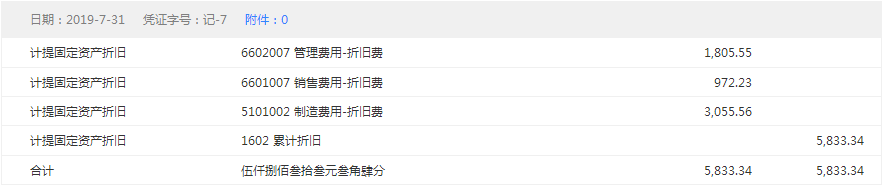 日期：2019-7-31 凭证字号：记-7 附件：0
计提固定资产折旧 6602007 管理费用-折旧费 1,805.55
计提固定资产折旧 6601007 销售费用-折旧费 972.23
计提固定资产折旧 5101002 制造费用-折旧费 3,055.56
计提固定资产折旧 1602 累计折旧 5,833.34
合计 伍仟捌佰叁拾叁元叁角肆分 5,833.34 5,833.34